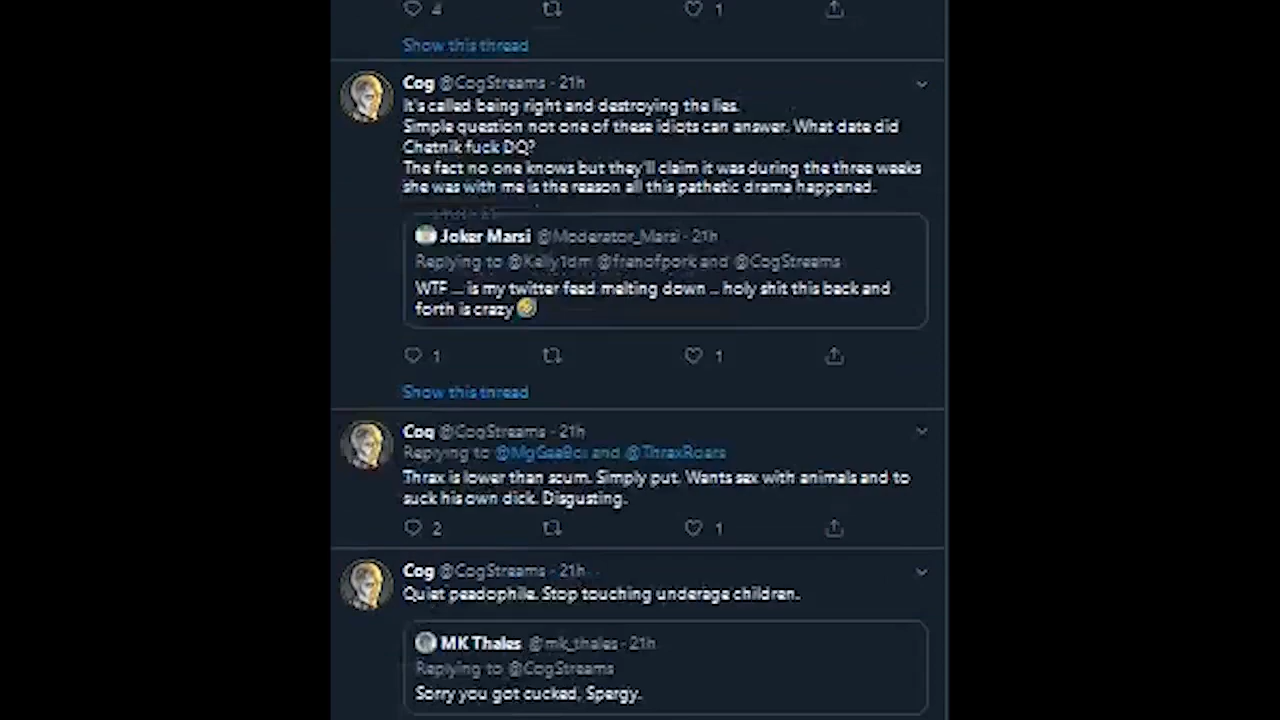 4 1
Show this thread
Cog @CogStreams · 21h
It's called being right and destroying the lies.
Simple question not one of these idiots can answer. What date did
Chetnik fuck DQ?
The fact no one knows but they'll claim it was during the three weeks
she was with me is the reason all this pathetic drama happened.
Joker Marsi @Moderator_Marsi · 21h
Replying to @Kelly1dm @frenofpork and @CogStreams
WTF ... is my twitter feed melting down .. holy shit this back and
forth is crazy 🤣
1 1
Show this thread
Cog @CogStreams · 21h
Replying to and @ThraxRoars
Thrax is lower than scum. Simply put. Wants sex with animals and to
suck his own dick. Disgusting.
2 1
Cog @CogStreams · 21h
Quiet peadophile. Stop touching underage children.
MK Thales @mk_thales · 21h
Replying to @CogStreams
Sorry you got cucked, Spergy.